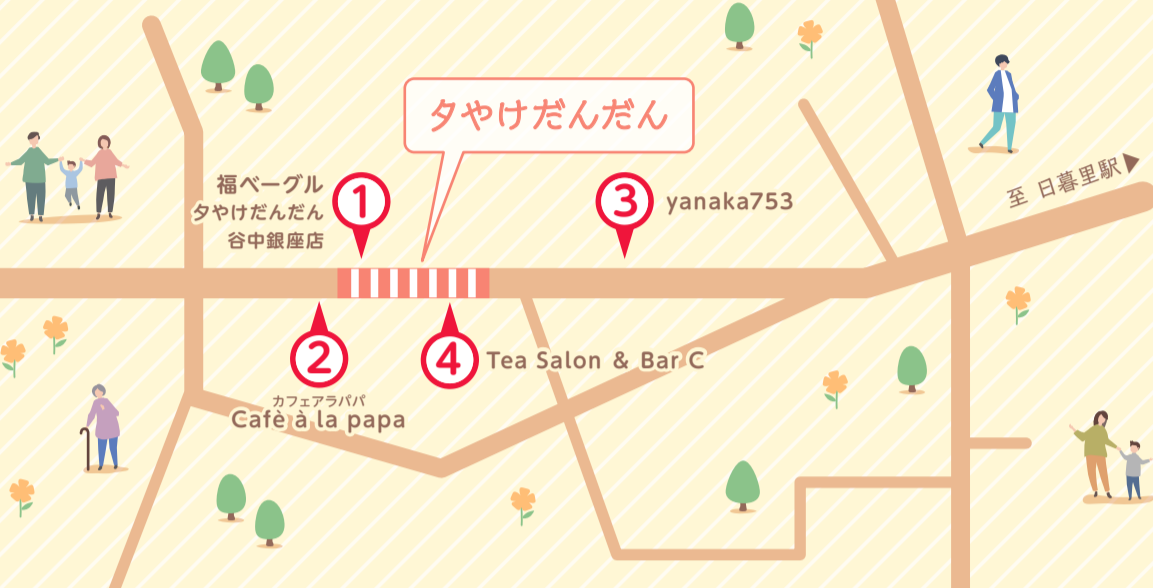 夕やけだんだん
至 日暮里駅▶
福ベーグル
夕やけだんだん
谷中銀座店
1
3
yanaka753
2
カフェアラパパ
Cafè à la papa
4
Tea Salon & Bar C